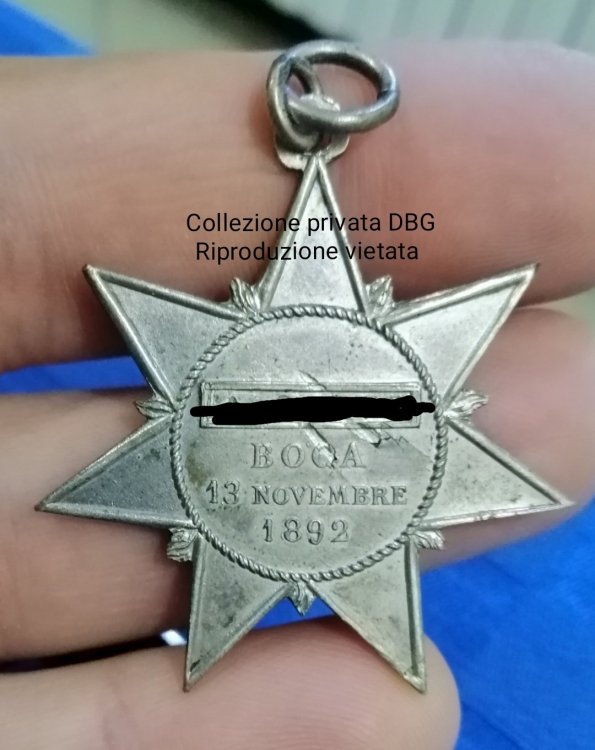 Collezione privata DBG
Riproduzione vietata
BOCA
13 NOVEMBRE
1892